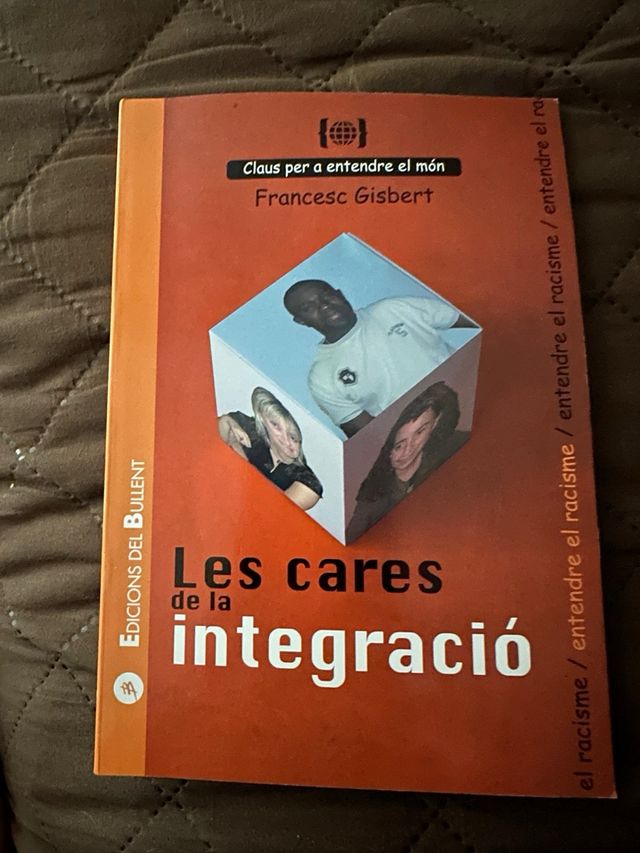 Claus per a entendre el món
Francesc Gisbert
Les cares
de la
integració
EDICIONS DEL BULLENT
el racisme / entendre el racisme / entendre el racisme / entendre el ra